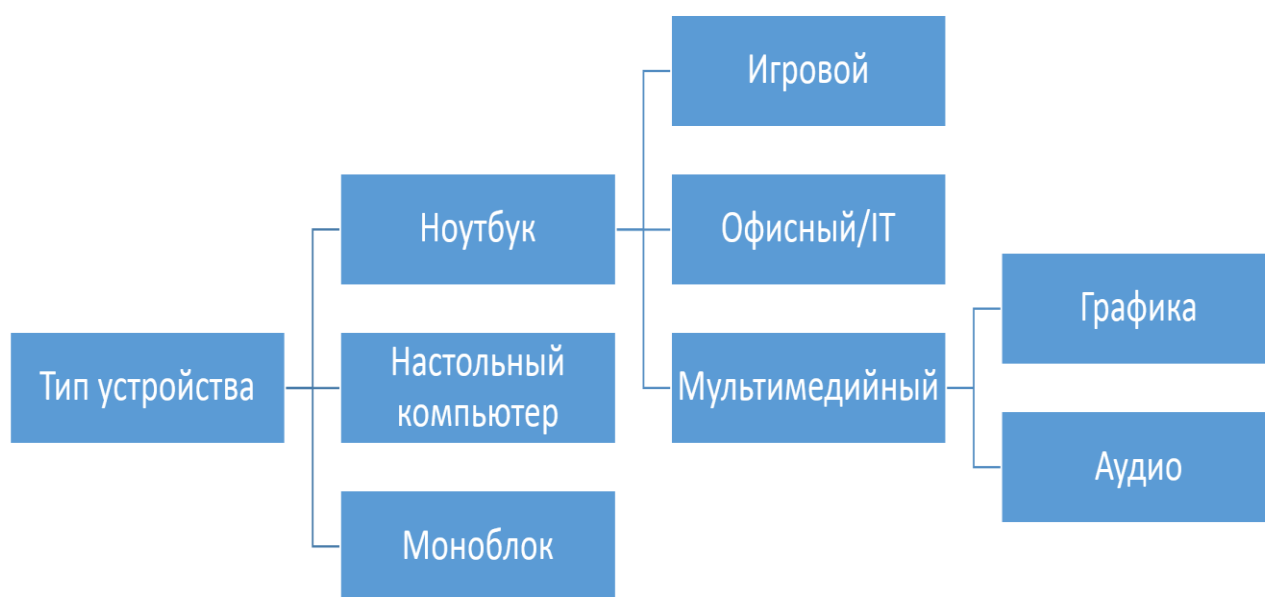 Игровой
Ноутбук
Офисный/IT
Графика
Тип устройства
Настольный
компьютер
Мультимедийный
Аудио
Моноблок